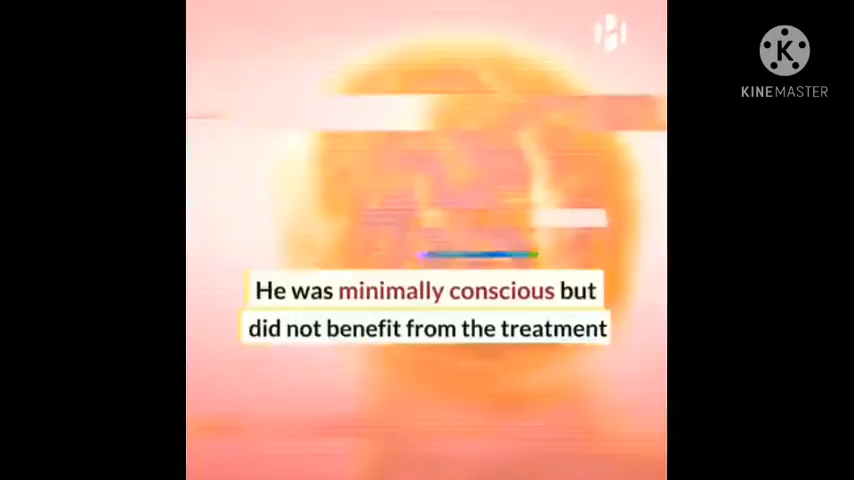 KINEMASTER
He was minimally conscious but
did not benefit from the treatment